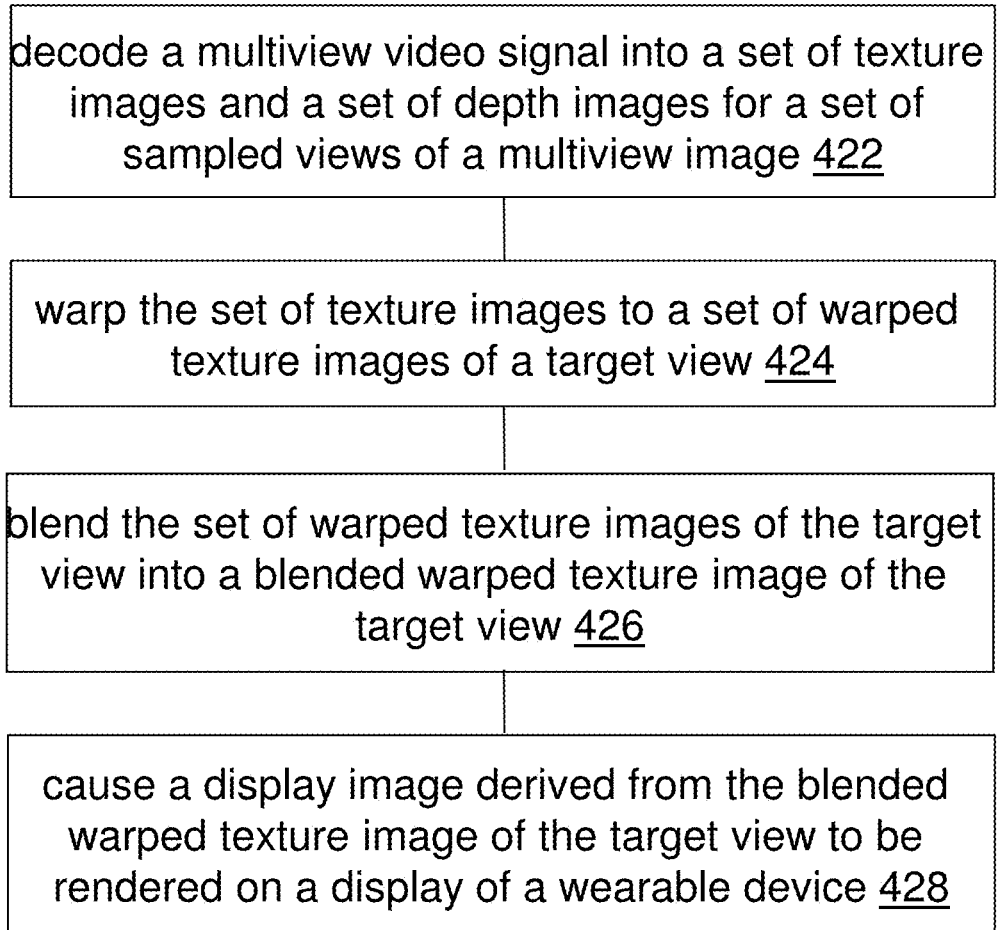 decode a multiview video signal into a set of texture
images and a set of depth images for a set of
sampled views of a multiview image 422
warp the set of texture images to a set of warped
texture images of a target view 424
blend the set of warped texture images of the target
view into a blended warped texture image of the
target view 426
cause a display image derived from the blended
warped texture image of the target view to be
rendered on a display of a wearable device 428